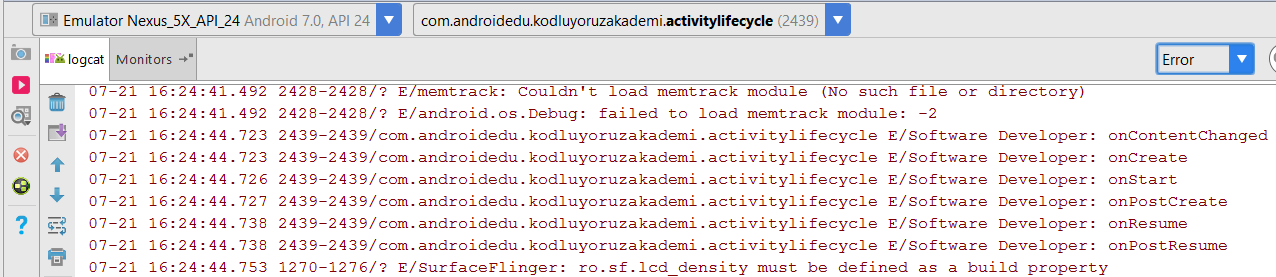 Emulator Nexus_5X_API_24 Android 7.0, API 24 com.androidedu.kodluyoruzakademi.activitylifecycle (2439)
logcat Monitors Error
07-21 16:24:41.492 2428-2428/? E/memtrack: Couldn't load memtrack module (No such file or directory)
07-21 16:24:41.492 2428-2428/? E/android.os.Debug: failed to load memtrack module: -2
07-21 16:24:44.723 2439-2439/com.androidedu.kodluyoruzakademi.activitylifecycle E/Software Developer: onContentChanged
07-21 16:24:44.723 2439-2439/com.androidedu.kodluyoruzakademi.activitylifecycle E/Software Developer: onCreate
07-21 16:24:44.726 2439-2439/com.androidedu.kodluyoruzakademi.activitylifecycle E/Software Developer: onStart
07-21 16:24:44.727 2439-2439/com.androidedu.kodluyoruzakademi.activitylifecycle E/Software Developer: onPostCreate
07-21 16:24:44.738 2439-2439/com.androidedu.kodluyoruzakademi.activitylifecycle E/Software Developer: onResume
07-21 16:24:44.738 2439-2439/com.androidedu.kodluyoruzakademi.activitylifecycle E/Software Developer: onPostResume
07-21 16:24:44.753 1270-1276/? E/SurfaceFlinger: ro.sf.lcd_density must be defined as a build property